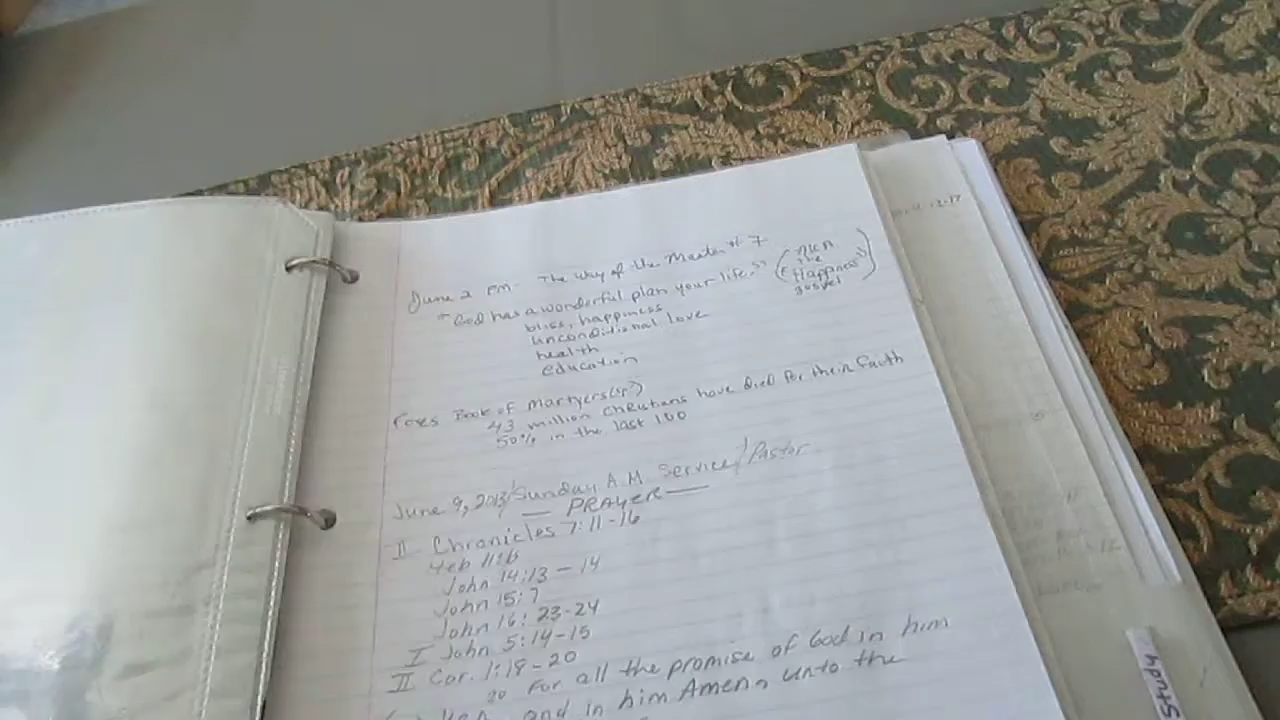 June 2 PM- The Way of the Master #7
"God has a wonderful plan your life."
bliss, happiness
unconditional love
health
education
(AKA
The
"Happiness"
gospel)
Foxes Book of Martyers(sp?)
43 million Christians have died for their faith
50% in the last 100
June 9, 2013/Sunday A.M. Service/Pastor
— PRAYER —
II Chronicles 7:11-16
Heb 11:6
John 14:13-14
John 15:7
John 16:23-24
I John 5:14-15
II Cor. 1:18-20
20 For all the promise of God in him
and in him Amen, unto the
Study